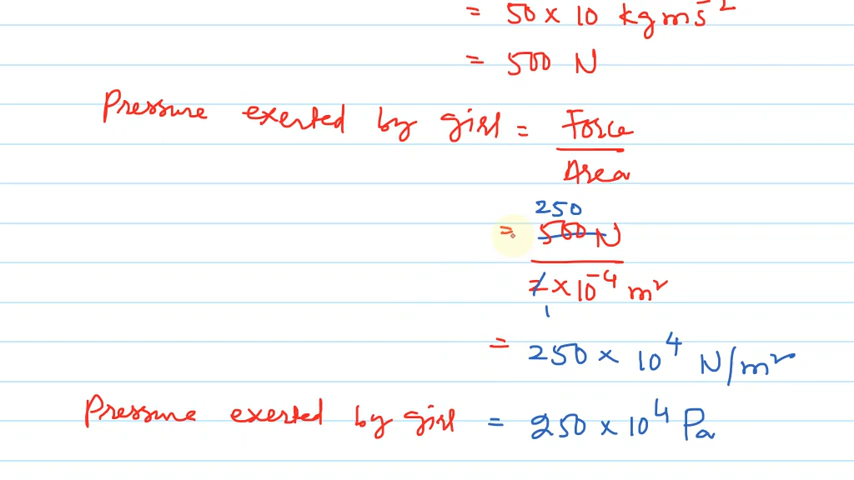 = 50 × 10 kg m s⁻²
= 500 N
Pressure exerted by girl = Force
Area
250
= 500 N
2 × 10⁻⁴ m²
1
= 250 × 10⁴ N/m²
Pressure exerted by girl = 250 × 10⁴ Pa